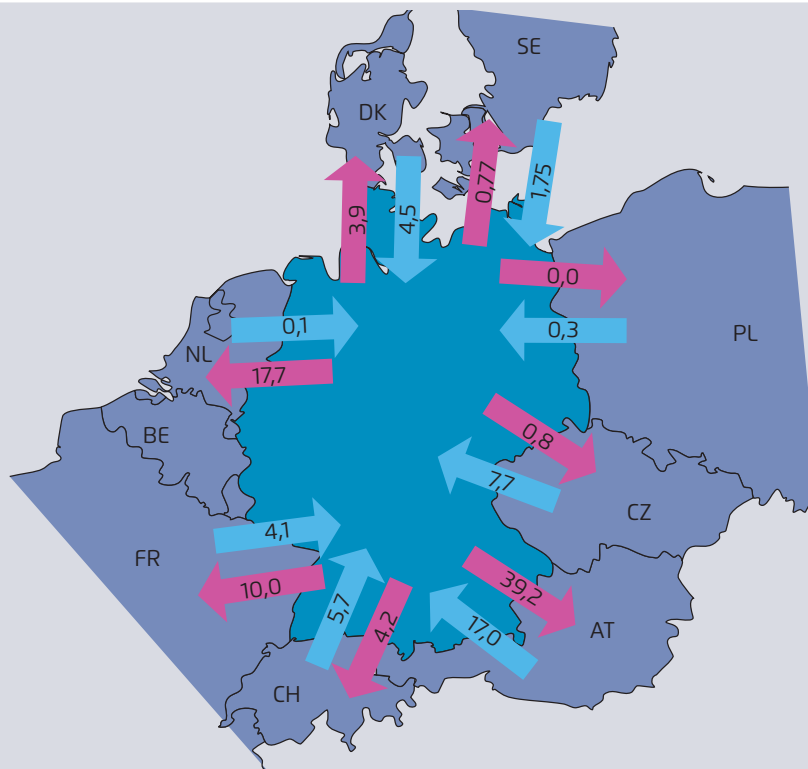 SE
DK
0,77
1,75
3,9
4,5
0,0
0,1
0,3
PL
NL
17,7
BE
0,8
7,7
CZ
4,1
FR
10,0
5,7
4,2
39,2
17,0
AT
CH